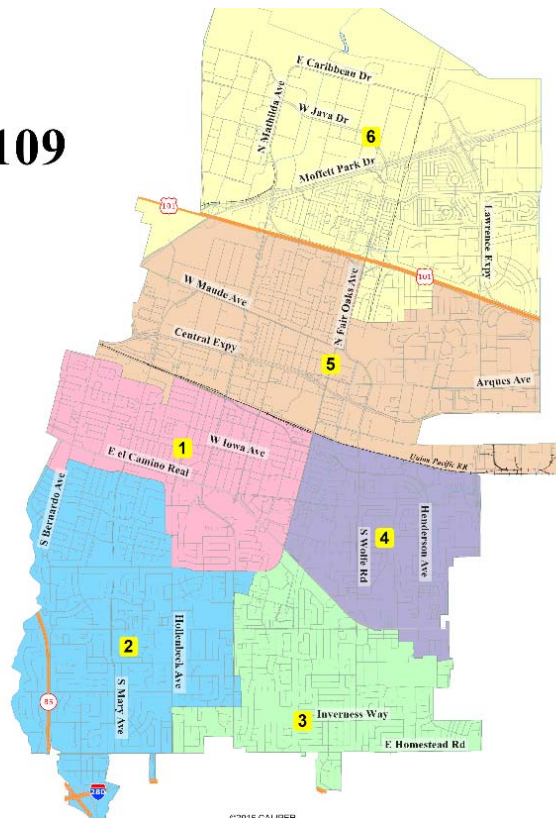 109
E Caribbean Dr
N Mathilda Ave
W Java Dr
6
Moffett Park Dr
101
Lawrence Expy
101
W Maude Ave
N Fair Oaks Ave
Central Expy
5
Arques Ave
1
W Iowa Ave
E el Camino Real
Union Pacific RR
S Bernardo Ave
Henderson Ave
S Wolfe Rd
4
Hollenbeck Ave
2
S Mary Ave
85
3
Inverness Way
E Homestead Rd
280
©2015 CALIPER